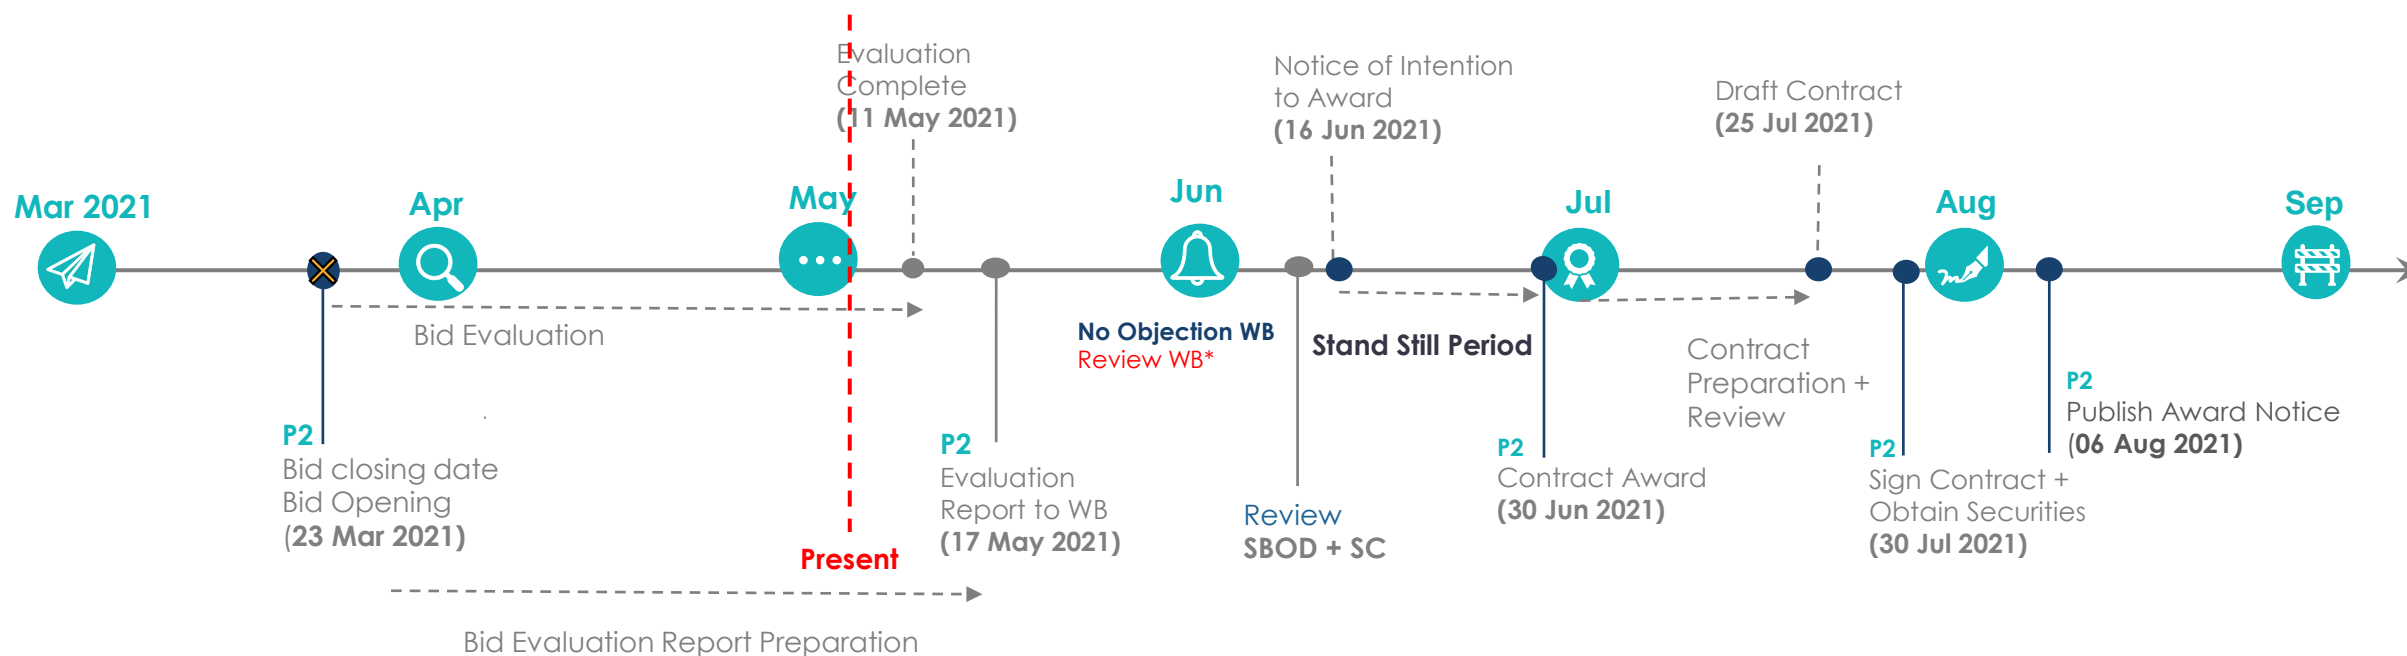 Evaluation
Complete
(11 May 2021)
Notice of Intention
to Award
(16 Jun 2021)
Draft Contract
(25 Jul 2021)
Mar 2021
Apr
May
Jun
Jul
Aug
Sep
Bid Evaluation
No Objection WB
Review WB*
Stand Still Period
Contract
Preparation +
Review
P2
Bid closing date
Bid Opening
(23 Mar 2021)
Present
P2
Evaluation
Report to WB
(17 May 2021)
Review
SBOD + SC
P2
Contract Award
(30 Jun 2021)
P2
Sign Contract +
Obtain Securities
(30 Jul 2021)
P2
Publish Award Notice
(06 Aug 2021)
Bid Evaluation Report Preparation